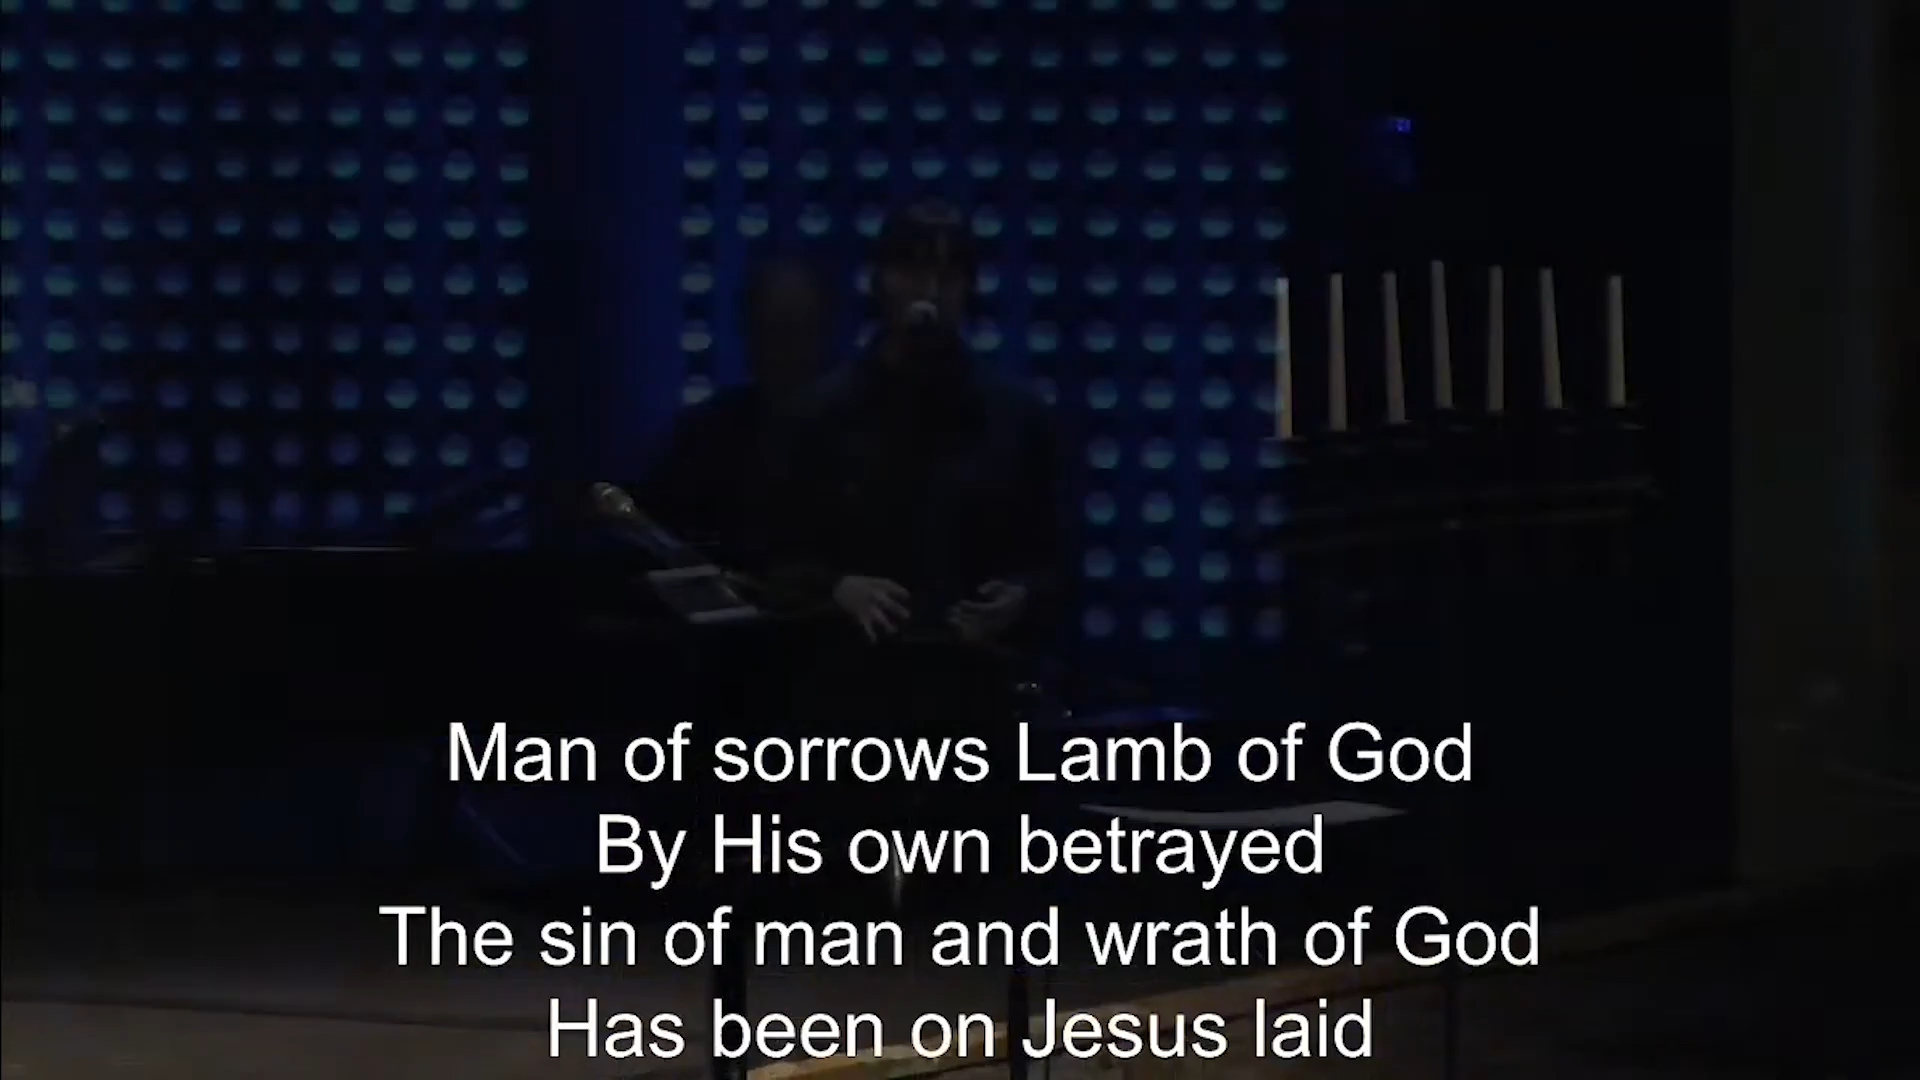 Man of sorrows Lamb of God
By His own betrayed
The sin of man and wrath of God
Has been on Jesus laid